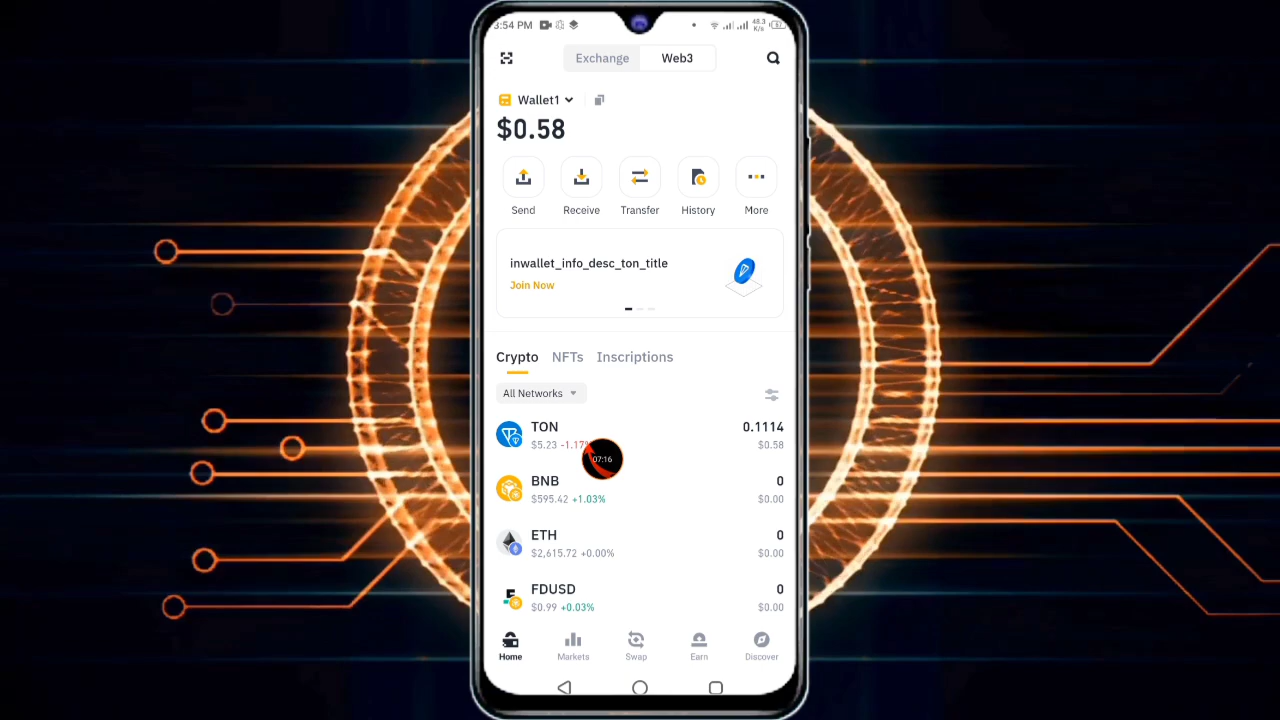 3:54 PM 48.3
K/s
Exchange Web3
Wallet1
$0.58
Send Receive Transfer History More
inwallet_info_desc_ton_title
Join Now
Crypto NFTs Inscriptions
All Networks
TON 0.1114
$5.23 -1.17% $0.58
07:16
BNB 0
$595.42 +1.03% $0.00
ETH 0
$2,615.72 +0.00% $0.00
FDUSD 0
$0.99 +0.03% $0.00
Home Markets Swap Earn Discover